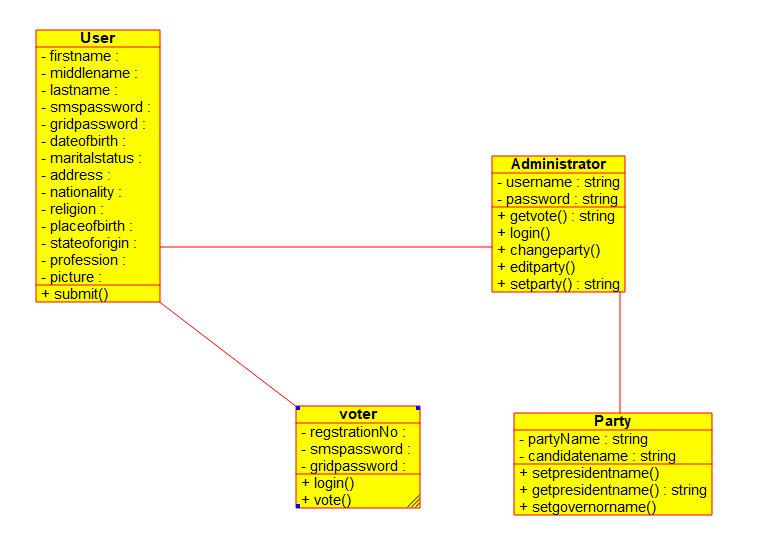 User
- firstname :
- middlename :
- lastname :
- smspassword :
- gridpassword :
- dateofbirth :
- maritalstatus :
- address :
- nationality :
- religion :
- placeofbirth :
- stateoforigin :
- profession :
- picture :
+ submit()
Administrator
- username : string
- password : string
+ getvote() : string
+ login()
+ changeparty()
+ editparty()
+ setparty() : string
voter
- regstrationNo :
- smspassword :
- gridpassword :
+ login()
+ vote()
Party
- partyName : string
- candidatename : string
+ setpresidentname()
+ getpresidentname() : string
+ setgovernorname()